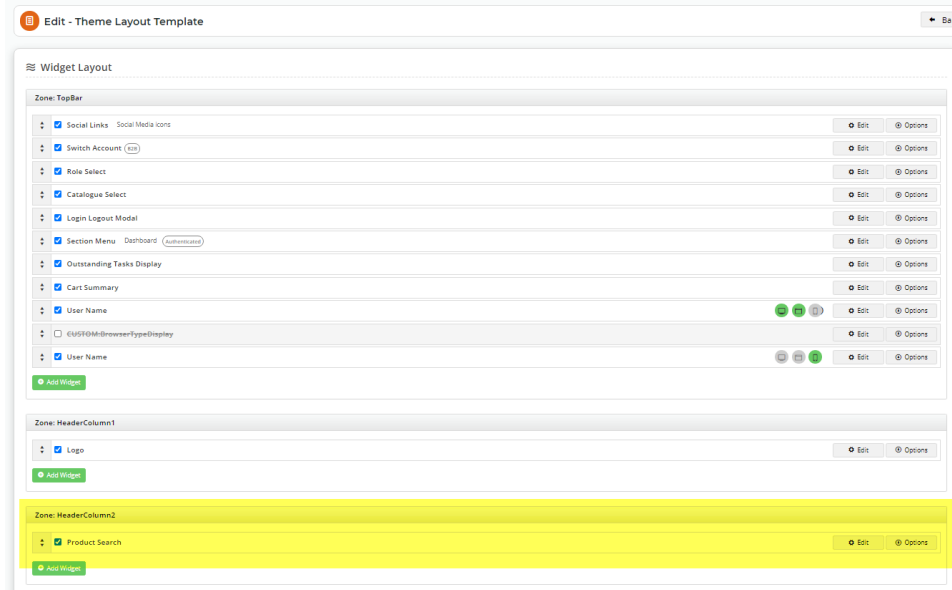 Edit - Theme Layout Template
Widget Layout
Zone: TopBar
Social Links Social Media icons Edit Options
Switch Account B2B Edit Options
Role Select Edit Options
Catalogue Select Edit Options
Login Logout Modal Edit Options
Section Menu Dashboard Authenticated Edit Options
Outstanding Tasks Display Edit Options
Cart Summary Edit Options
User Name Edit Options
CUSTOM:BrowserTypeDisplay Edit Options
User Name Edit Options
Add Widget
Zone: HeaderColumn1
Logo Edit Options
Add Widget
Zone: HeaderColumn2
Product Search Edit Options
Add Widget